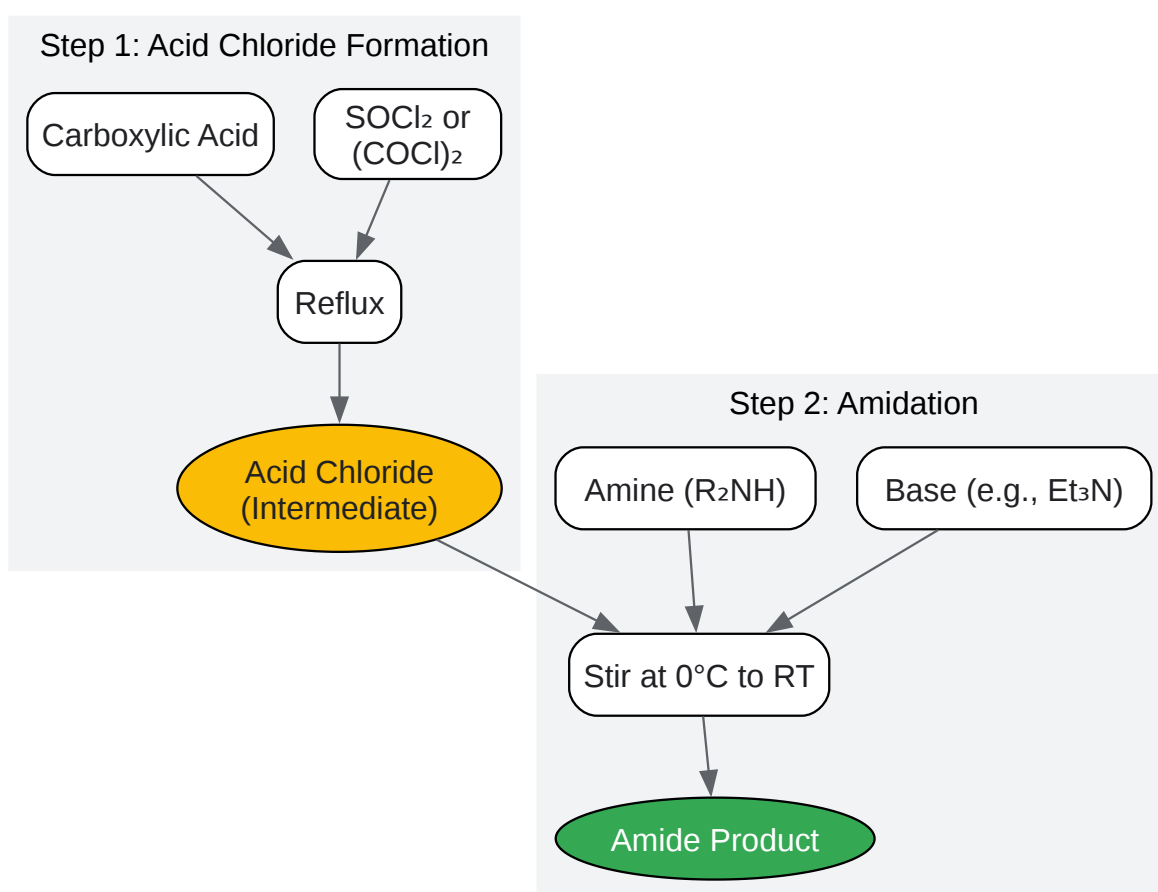 Step 1: Acid Chloride Formation
Carboxylic Acid
SOCl₂ or
(COCl)₂
Reflux
Acid Chloride
(Intermediate)
Step 2: Amidation
Amine (R₂NH)
Base (e.g., Et₃N)
Stir at 0°C to RT
Amide Product